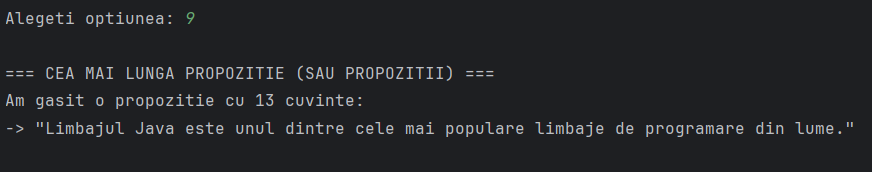 Alegeti optiunea: 9
=== CEA MAI LUNGA PROPOZITIE (SAU PROPOZITII) ===
Am gasit o propozitie cu 13 cuvinte:
-> "Limbajul Java este unul dintre cele mai populare limbaje de programare din lume."